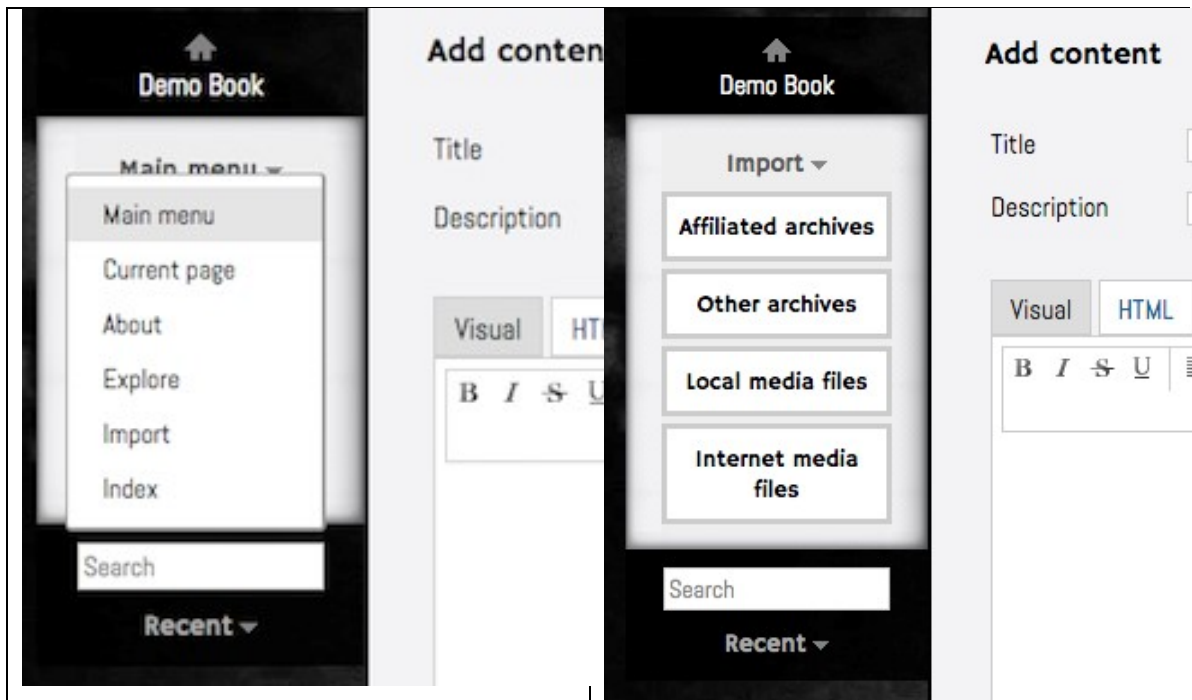 Demo Book
Main menu
Main menu
Current page
About
Explore
Import
Index
Search
Recent
Add conten
Title
Description
Visual HT
B I S U
Demo Book
Import
Affiliated archives
Other archives
Local media files
Internet media
files
Search
Recent
Add content
Title
Description
Visual HTML
B I S U